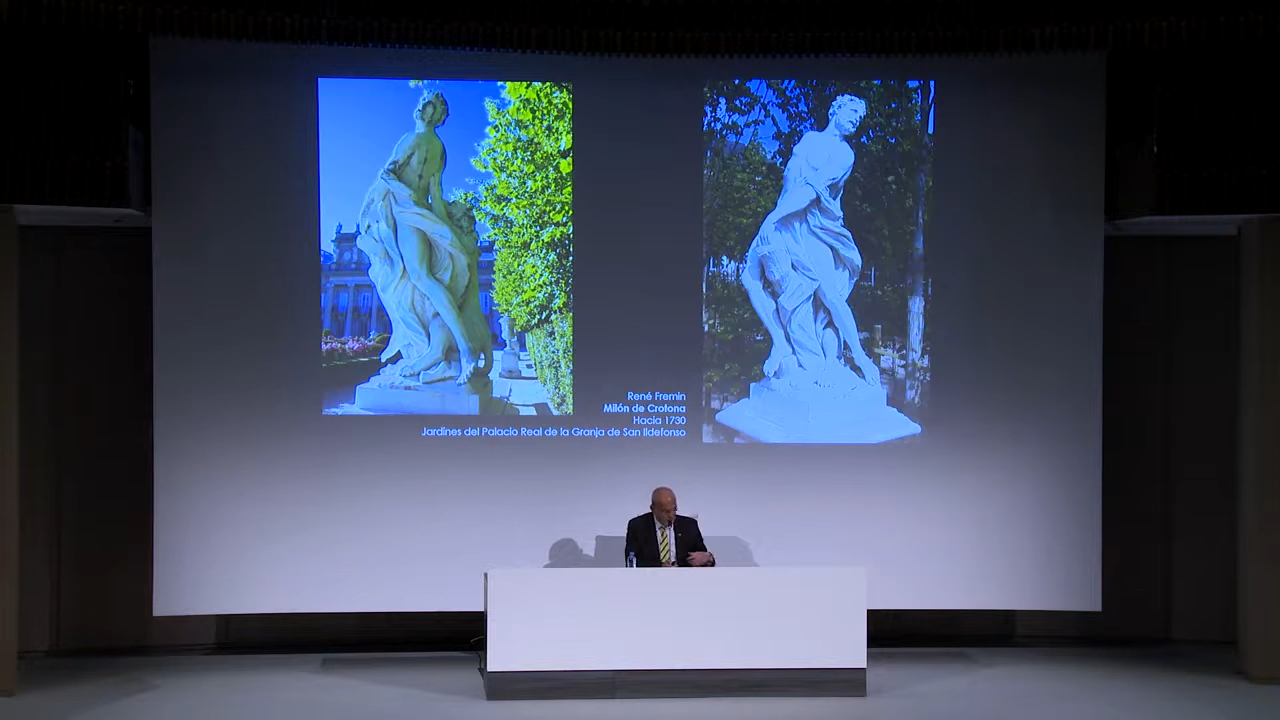 René Fremin
Milón de Crotona
Hacia 1730
Jardines del Palacio Real de la Granja de San Ildefonso